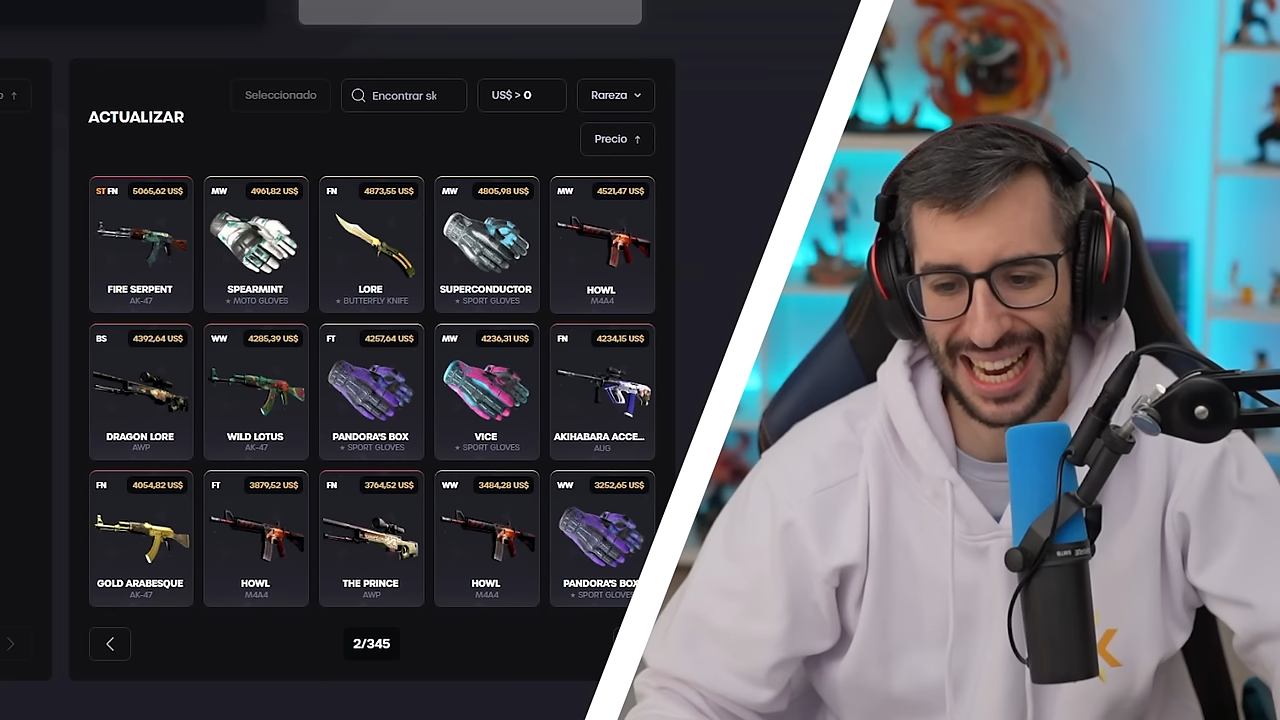 Seleccionado
Encontrar sk
US$ > 0
Rareza
ACTUALIZAR
Precio ↑
ST FN 5065,62 US$
FIRE SERPENT
AK-47
MW 4961,82 US$
SPEARMINT
★ MOTO GLOVES
FN 4873,55 US$
LORE
★ BUTTERFLY KNIFE
MW 4805,98 US$
SUPERCONDUCTOR
★ SPORT GLOVES
MW 4521,47 US$
HOWL
M4A4
BS 4392,64 US$
DRAGON LORE
AWP
WW 4285,39 US$
WILD LOTUS
AK-47
FT 4257,64 US$
PANDORA'S BOX
★ SPORT GLOVES
MW 4236,31 US$
VICE
★ SPORT GLOVES
FN 4234,15 US$
AKIHABARA ACCE...
AUG
FN 4054,82 US$
GOLD ARABESQUE
AK-47
FT 3879,52 US$
HOWL
M4A4
FN 3764,52 US$
THE PRINCE
AWP
WW 3484,28 US$
HOWL
M4A4
WW 3252,65 US$
PANDORA'S BOX
★ SPORT GLOVES
2/345